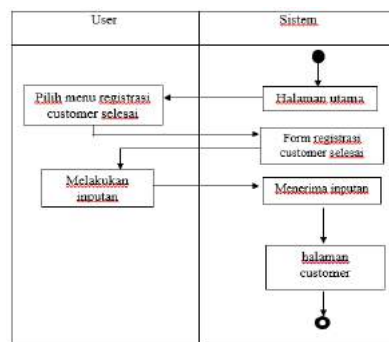 User
Sistem
Halaman utama
Pilih menu registrasi
customer selesai
Form registrasi
customer selesai
Melakukan
inputan
Menerima inputan
halaman
customer